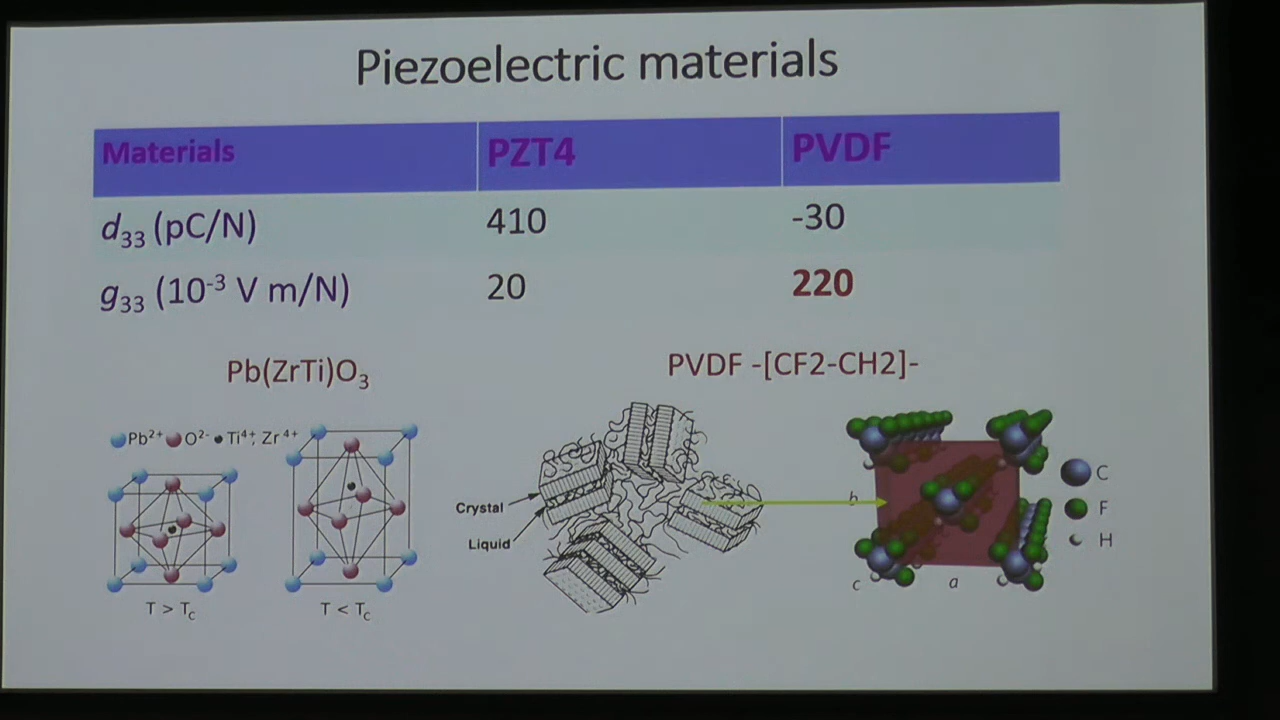 Piezoelectric materials
Materials PZT4 PVDF
d33 (pC/N) 410 -30
g33 (10-3 V m/N) 20 220
Pb(ZrTi)O3
PVDF -[CF2-CH2]-
Pb2+ O2- Ti4+; Zr4+
Crystal
Liquid
T > Tc
T < Tc
b
c
a
C
F
H